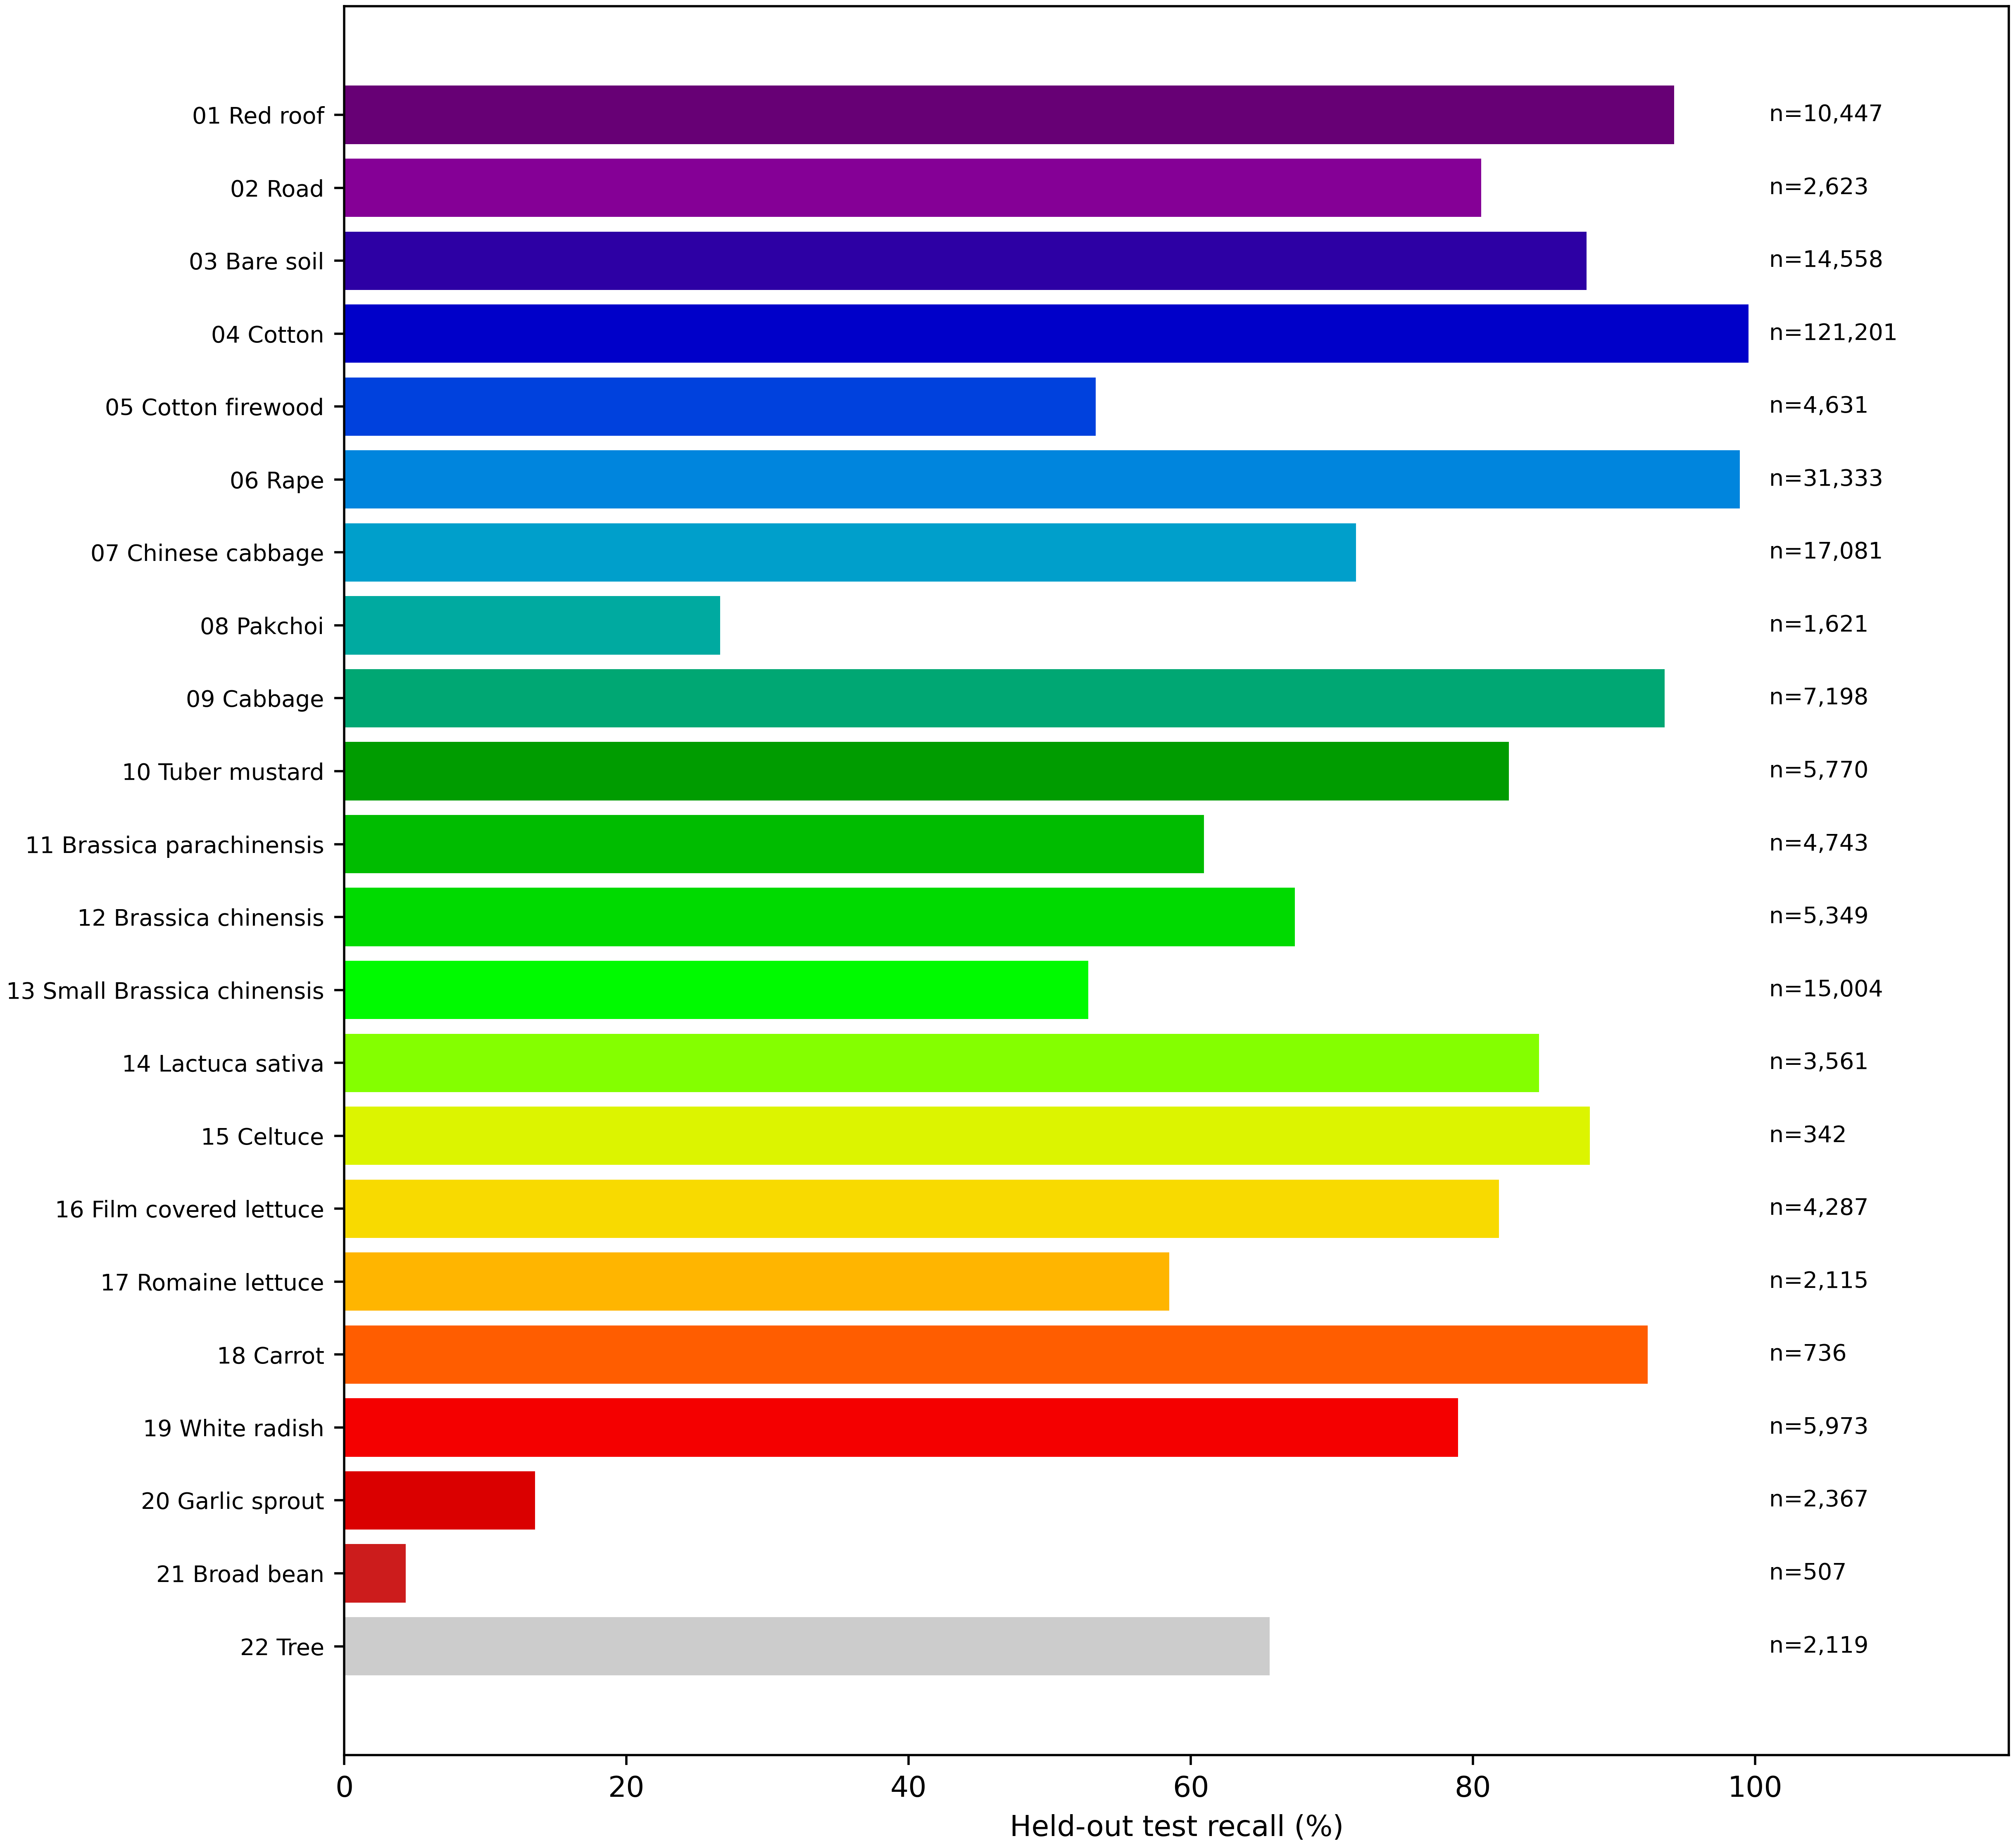 01 Red roof n=10,447
02 Road n=2,623
03 Bare soil n=14,558
04 Cotton n=121,201
05 Cotton firewood n=4,631
06 Rape n=31,333
07 Chinese cabbage n=17,081
08 Pakchoi n=1,621
09 Cabbage n=7,198
10 Tuber mustard n=5,770
11 Brassica parachinensis n=4,743
12 Brassica chinensis n=5,349
13 Small Brassica chinensis n=15,004
14 Lactuca sativa n=3,561
15 Celtuce n=342
16 Film covered lettuce n=4,287
17 Romaine lettuce n=2,115
18 Carrot n=736
19 White radish n=5,973
20 Garlic sprout n=2,367
21 Broad bean n=507
22 Tree n=2,119
0 20 40 60 80 100
Held-out test recall (%)